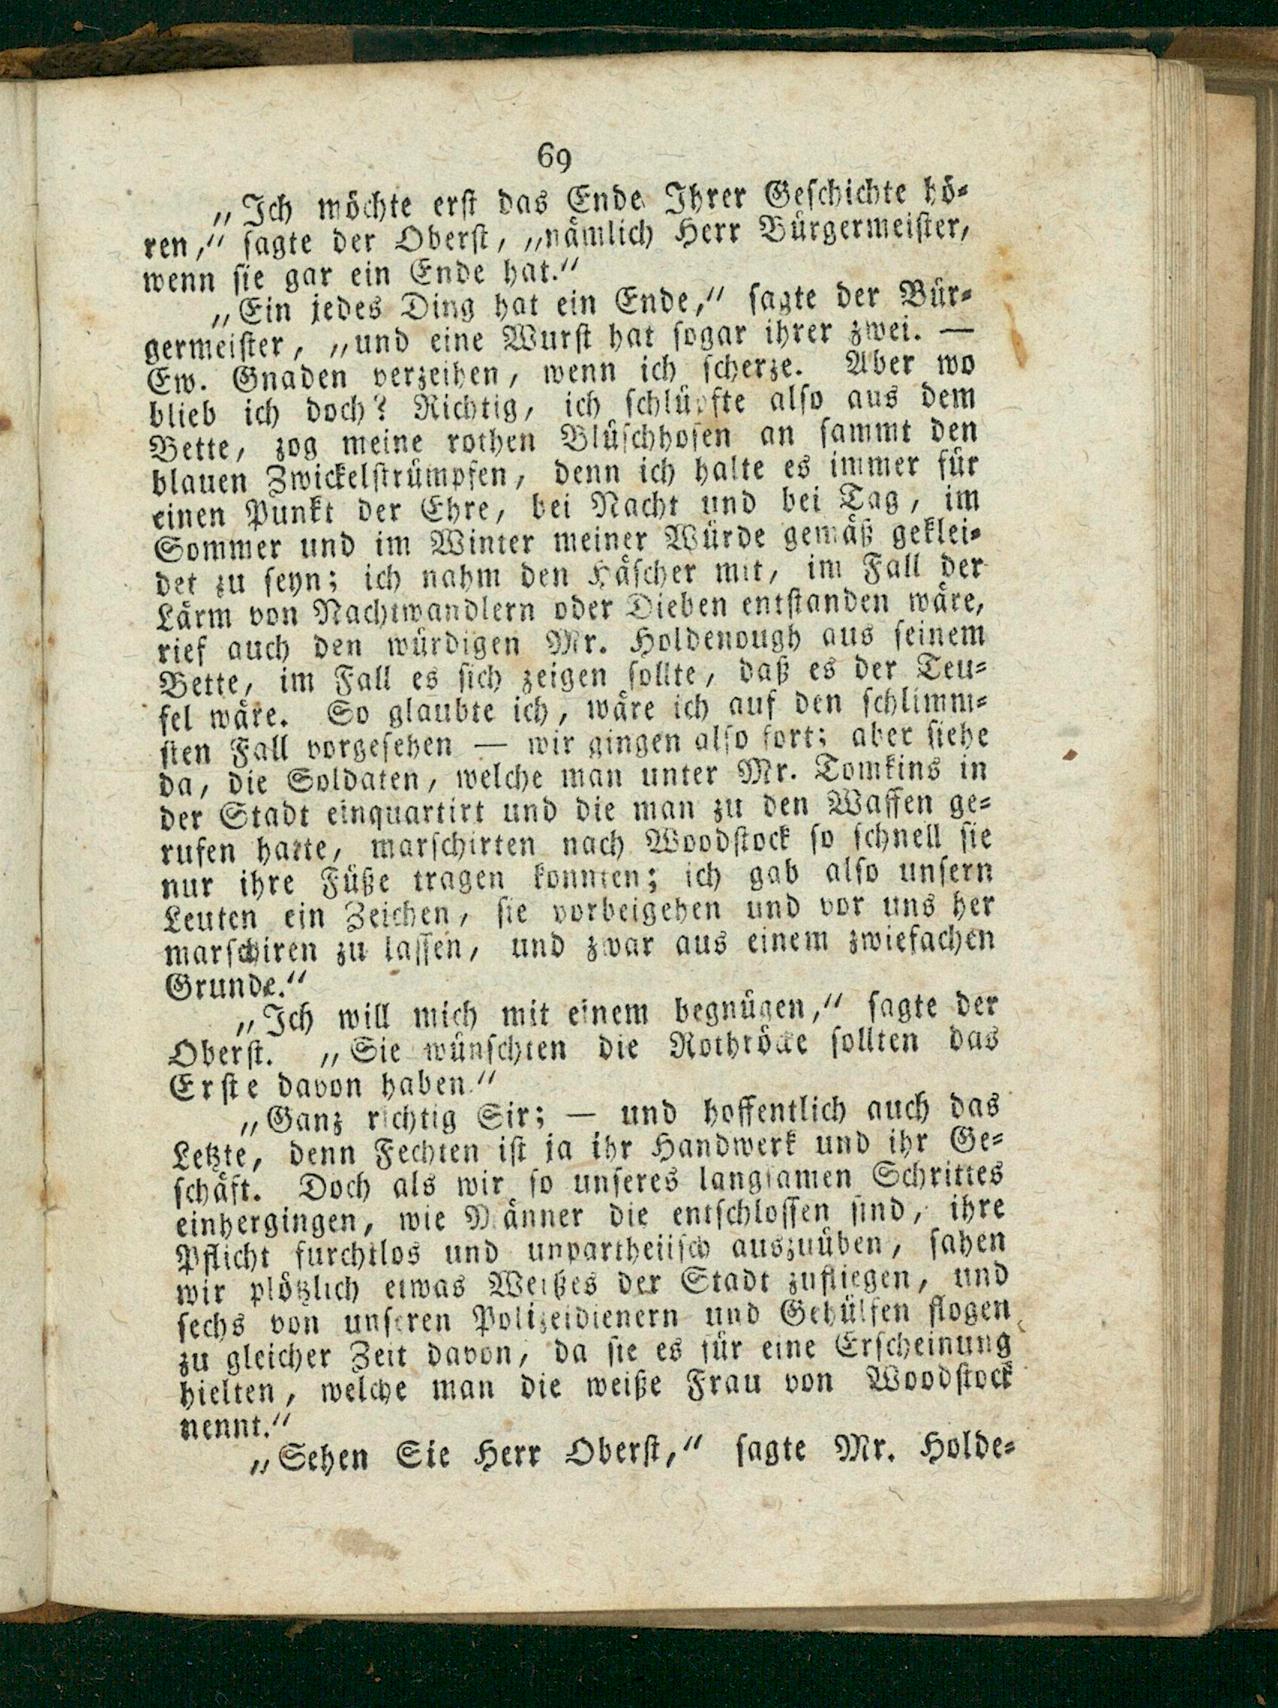 69
„Ich möchte erst das Ende Ihrer Geschichte hö-
ren,“ sagte der Oberst, „nämlich Herr Bürgermeister,
wenn sie gar ein Ende hat.“
„Ein jedes Ding hat ein Ende,“ sagte der Bür-
germeister, „und eine Wurst hat sogar ihrer zwei. —
Ew. Gnaden verzeihen, wenn ich scherze. Aber wo
blieb ich doch? Richtig, ich schlüpfte also aus dem
Bette, zog meine rothen Blüschhosen an sammt den
blauen Zwickelstrümpfen, denn ich halte es immer für
einen Punkt der Ehre, bei Nacht und bei Tag, im
Sommer und im Winter meiner Würde gemäß geklei-
det zu seyn; ich nahm den Häscher mit, im Fall der
Lärm von Nachtwandlern oder Dieben entstanden wäre,
rief auch den würdigen Mr. Holdenough aus seinem
Bette, im Fall es sich zeigen sollte, daß es der Teu-
fel wäre. So glaubte ich, wäre ich auf den schlimm-
sten Fall vorgesehen — wir gingen also fort; aber siehe
da, die Soldaten, welche man unter Mr. Tomkins in
der Stadt einquartirt und die man zu den Waffen ge-
rufen hatte, marschirten nach Woodstock so schnell sie
nur ihre Füße tragen konnten; ich gab also unsern
Leuten ein Zeichen, sie vorbeigehen und vor uns her
marschiren zu lassen, und zwar aus einem zwiefachen
Grunde.“
„Ich will mich mit einem begnügen,“ sagte der
Oberst. „Sie wünschten die Rothröcke sollten das
Erste davon haben.“
„Ganz richtig Sir; — und hoffentlich auch das
Letzte, denn Fechten ist ja ihr Handwerk und ihr Ge-
schäft. Doch als wir so unseres langsamen Schrittes
einhergingen, wie Männer die entschlossen sind, ihre
Pflicht furchtlos und unpartheiisch auszuüben, sahen
wir plötzlich etwas Weißes der Stadt zufliegen, und
sechs von unseren Polizeidienern und Gehülfen flogen
zu gleicher Zeit davon, da sie es für eine Erscheinung
hielten, welche man die weiße Frau von Woodstock
nennt.“
„Sehen Sie Herr Oberst,“ sagte Mr. Holde-